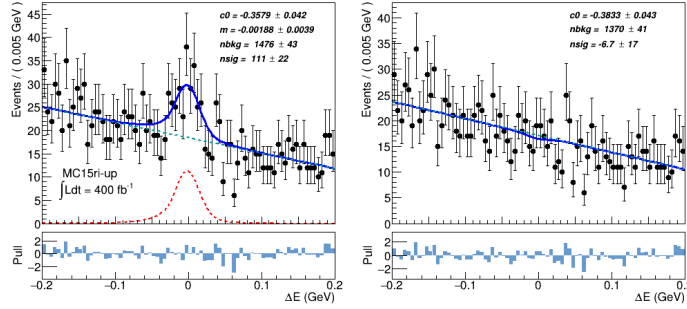 c0 = -0.3579 ± 0.042
m = -0.00188 ± 0.0039
nbkg = 1476 ± 43
nsig = 111 ± 22
Events / ( 0.005 GeV )
45
40
35
30
25
20
15
10
5
0
MC15ri-up
∫Ldt = 400 fb⁻¹
Pull
2
0
−2
−0.2 −0.1 0 0.1 0.2
ΔE (GeV)
c0 = -0.3833 ± 0.043
nbkg = 1370 ± 41
nsig = -6.7 ± 17
Events / ( 0.005 GeV )
40
35
30
25
20
15
10
5
0
Pull
2
0
−2
−0.2 −0.1 0 0.1 0.2
ΔE (GeV)